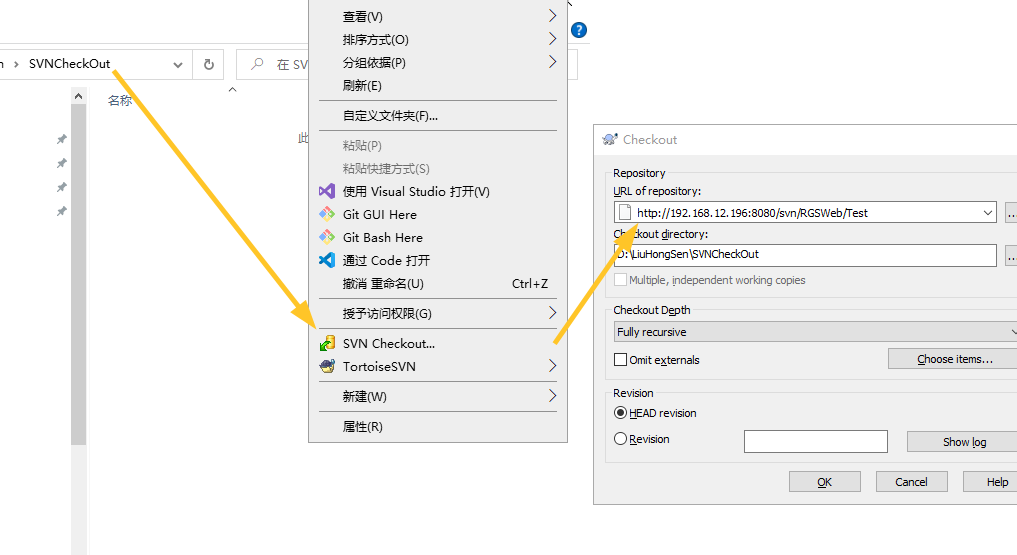 SVNCheckOut
在 SV
名称
此
查看(V)
排序方式(O)
分组依据(P)
刷新(E)
自定义文件夹(F)...
粘贴(P)
粘贴快捷方式(S)
使用 Visual Studio 打开(V)
Git GUI Here
Git Bash Here
通过 Code 打开
撤消 重命名(U) Ctrl+Z
授予访问权限(G)
SVN Checkout...
TortoiseSVN
新建(W)
属性(R)
Checkout
Repository
URL of repository:
http://192.168.12.196:8080/svn/RGSWeb/Test
...
Checkout directory:
D:\LiuHongSen\SVNCheckOut
...
Multiple, independent working copies
Checkout Depth
Fully recursive
Omit externals
Choose items...
Revision
HEAD revision
Revision
Show log
OK
Cancel
Help